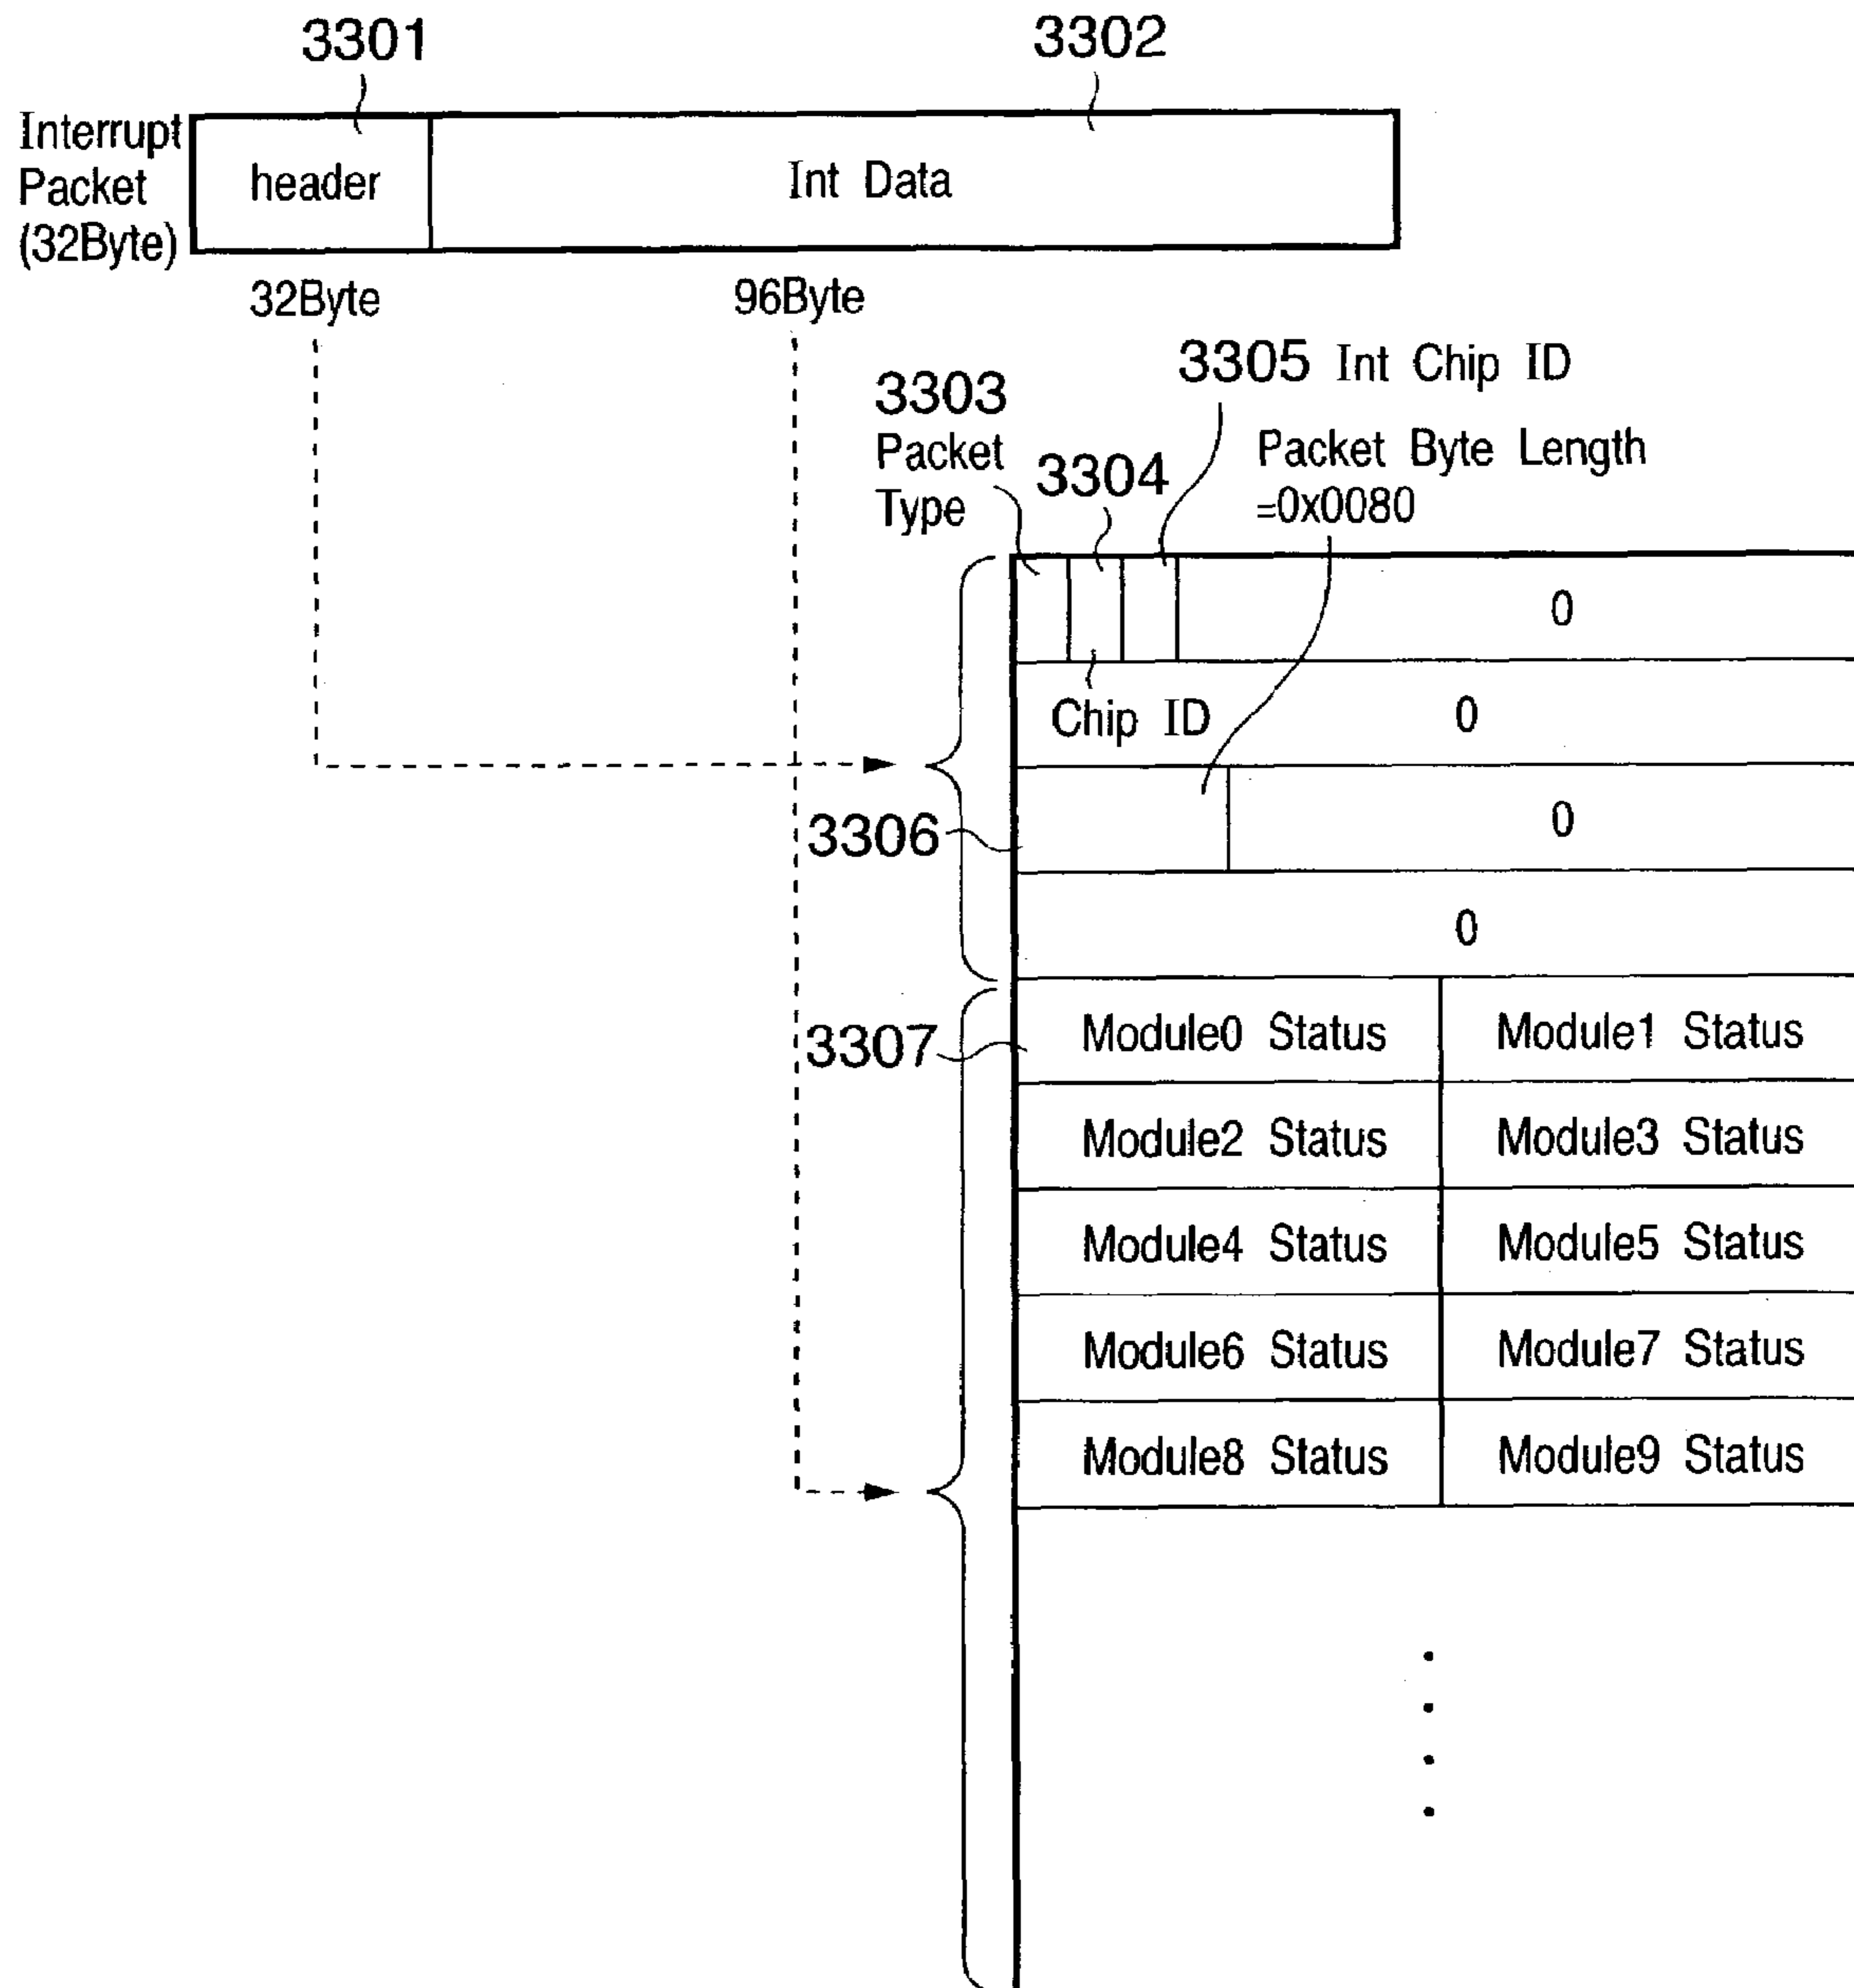 3301
3302
Interrupt
Packet
(32Byte)
header
Int Data
32Byte
96Byte
3305 Int Chip ID
3303
Packet
Type
3304
Packet Byte Length
=0x0080
0
Chip ID
0
3306
0
0
3307
Module0 Status
Module1 Status
Module2 Status
Module3 Status
Module4 Status
Module5 Status
Module6 Status
Module7 Status
Module8 Status
Module9 Status